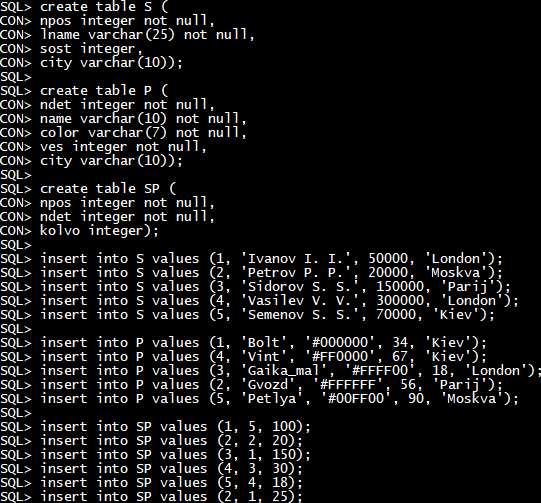 SQL> create table S (
CON> npos integer not null,
CON> lname varchar(25) not null,
CON> sost integer,
CON> city varchar(10));
SQL>
SQL> create table P (
CON> ndet integer not null,
CON> name varchar(10) not null,
CON> color varchar(7) not null,
CON> ves integer not null,
CON> city varchar(10));
SQL>
SQL> create table SP (
CON> npos integer not null,
CON> ndet integer not null,
CON> kolvo integer);
SQL>
SQL> insert into S values (1, 'Ivanov I. I.', 50000, 'London');
SQL> insert into S values (2, 'Petrov P. P.', 20000, 'Moskva');
SQL> insert into S values (3, 'Sidorov S. S.', 150000, 'Parij');
SQL> insert into S values (4, 'Vasilev V. V.', 300000, 'London');
SQL> insert into S values (5, 'Semenov S. S.', 70000, 'Kiev');
SQL>
SQL> insert into P values (1, 'Bolt', '#000000', 34, 'Kiev');
SQL> insert into P values (4, 'Vint', '#FF0000', 67, 'Kiev');
SQL> insert into P values (3, 'Gaika_mal', '#FFFF00', 18, 'London');
SQL> insert into P values (2, 'Gvozd', '#FFFFFF', 56, 'Parij');
SQL> insert into P values (5, 'Petlya', '#00FF00', 90, 'Moskva');
SQL>
SQL> insert into SP values (1, 5, 100);
SQL> insert into SP values (2, 2, 20);
SQL> insert into SP values (3, 1, 150);
SQL> insert into SP values (4, 3, 30);
SQL> insert into SP values (5, 4, 18);
SQL> insert into SP values (2, 1, 25);